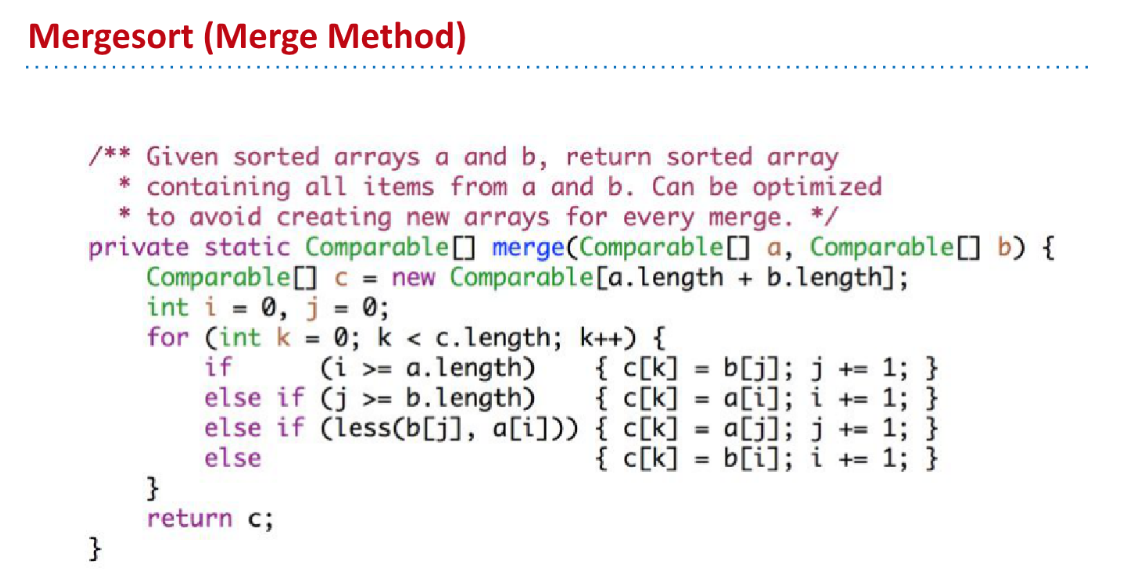 Mergesort (Merge Method)
/** Given sorted arrays a and b, return sorted array
  * containing all items from a and b. Can be optimized
  * to avoid creating new arrays for every merge. */
private static Comparable[] merge(Comparable[] a, Comparable[] b) {
    Comparable[] c = new Comparable[a.length + b.length];
    int i = 0, j = 0;
    for (int k = 0; k < c.length; k++) {
        if      (i >= a.length)    { c[k] = b[j]; j += 1; }
        else if (j >= b.length)    { c[k] = a[i]; i += 1; }
        else if (less(b[j], a[i])) { c[k] = a[j]; j += 1; }
        else                       { c[k] = b[i]; i += 1; }
    }
    return c;
}